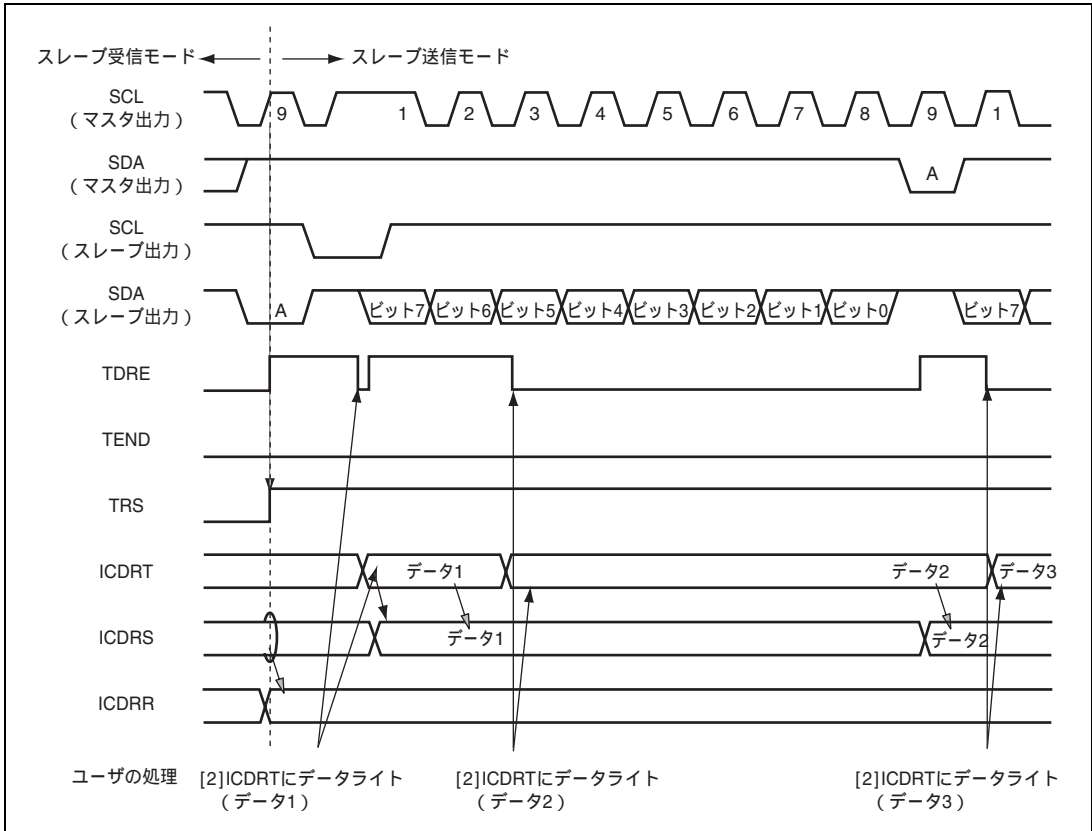 スレーブ受信モード スレーブ送信モード
SCL
（マスタ出力）
9 1 2 3 4 5 6 7 8 9 1
SDA
（マスタ出力）
A
SCL
（スレーブ出力）
SDA
（スレーブ出力）
A ビット7 ビット6 ビット5 ビット4 ビット3 ビット2 ビット1 ビット0 ビット7
TDRE
TEND
TRS
ICDRT データ1 データ2 データ3
ICDRS データ1 データ2
ICDRR
ユーザの処理 [2]ICDRTにデータライト [2]ICDRTにデータライト [2]ICDRTにデータライト
（データ1） （データ2） （データ3）